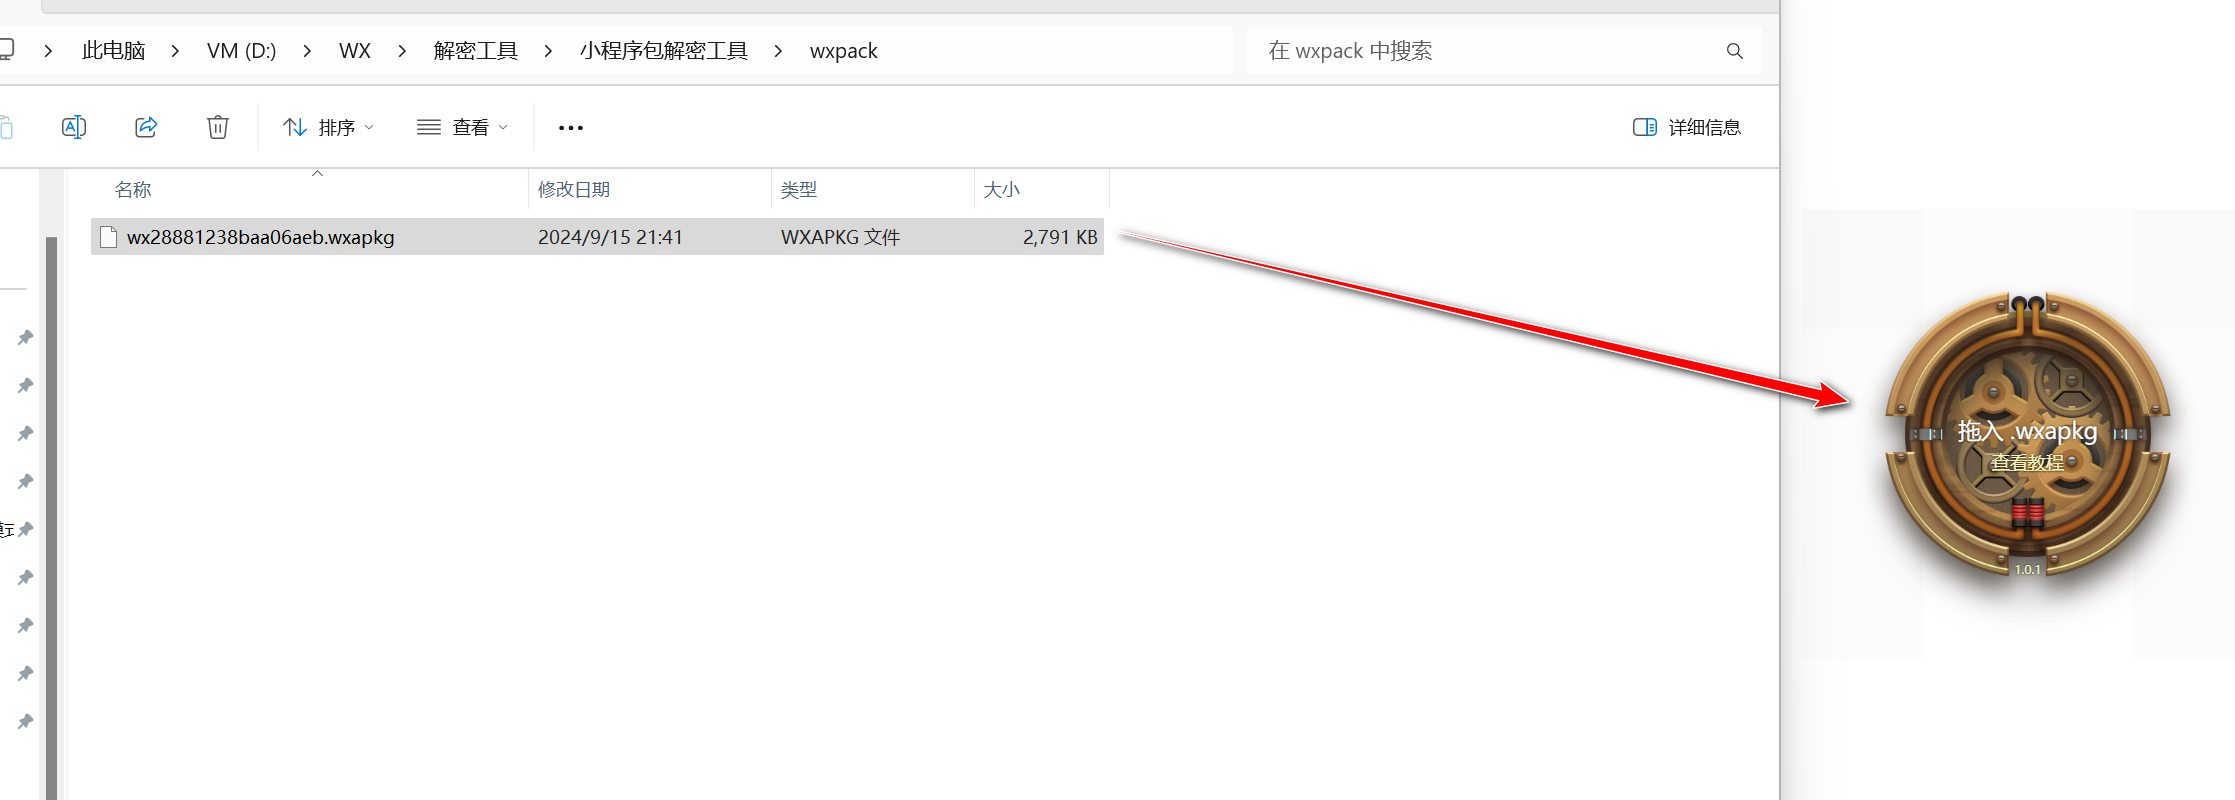 此电脑 > VM (D:) > WX > 解密工具 > 小程序包解密工具 > wxpack
在 wxpack 中搜索
排序 查看 ••• 详细信息
名称 修改日期 类型 大小
wx28881238baa06aeb.wxapkg 2024/9/15 21:41 WXAPKG 文件 2,791 KB
拖入 .wxapkg
查看教程
1.0.1